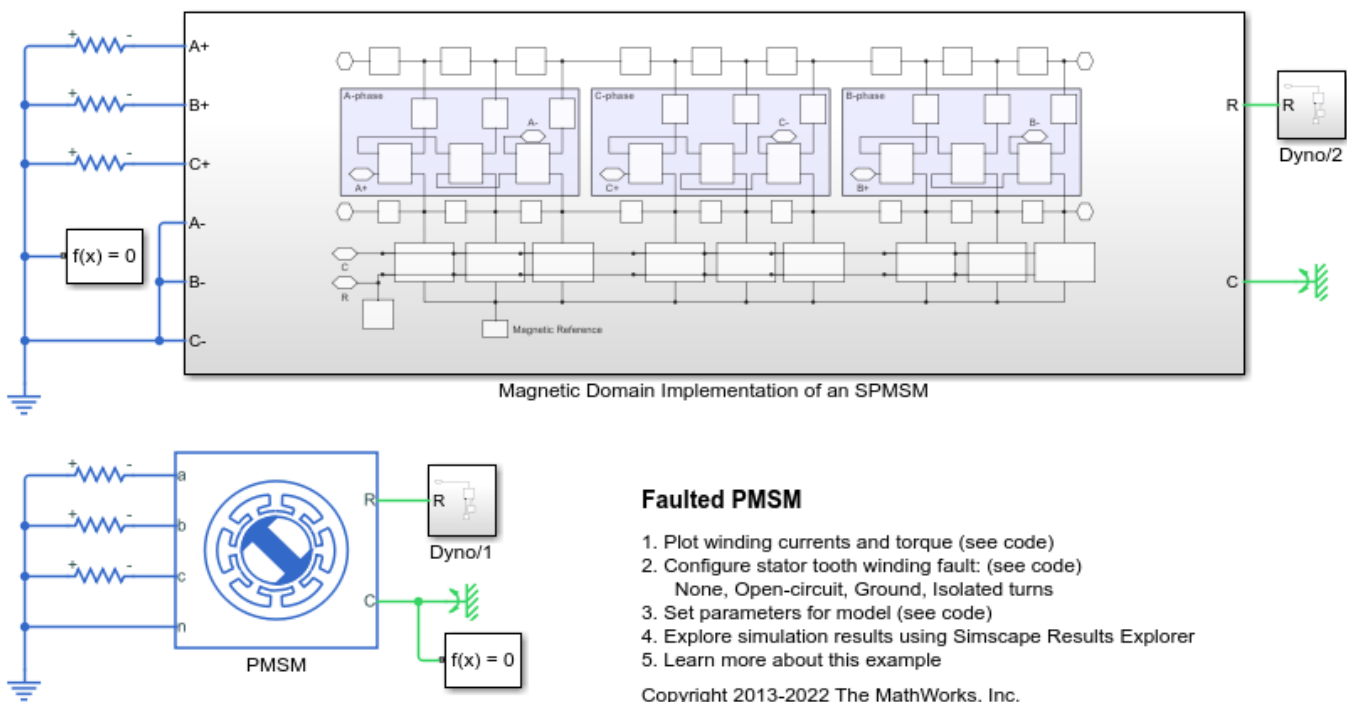 + -
A+
+ -
B+
+ -
C+
A-
f(x) = 0
B-
C-
A-phase
A-
A+
C-phase
C-
C+
B-phase
B-
B+
C
R
Magnetic Reference
R
R
Dyno/2
C
Magnetic Domain Implementation of an SPMSM
+ -
a
+ -
b
+ -
c
n
R
R
Dyno/1
C
f(x) = 0
PMSM
Faulted PMSM
1. Plot winding currents and torque (see code)
2. Configure stator tooth winding fault: (see code)
None, Open-circuit, Ground, Isolated turns
3. Set parameters for model (see code)
4. Explore simulation results using Simscape Results Explorer
5. Learn more about this example
Copyright 2013-2022 The MathWorks, Inc.